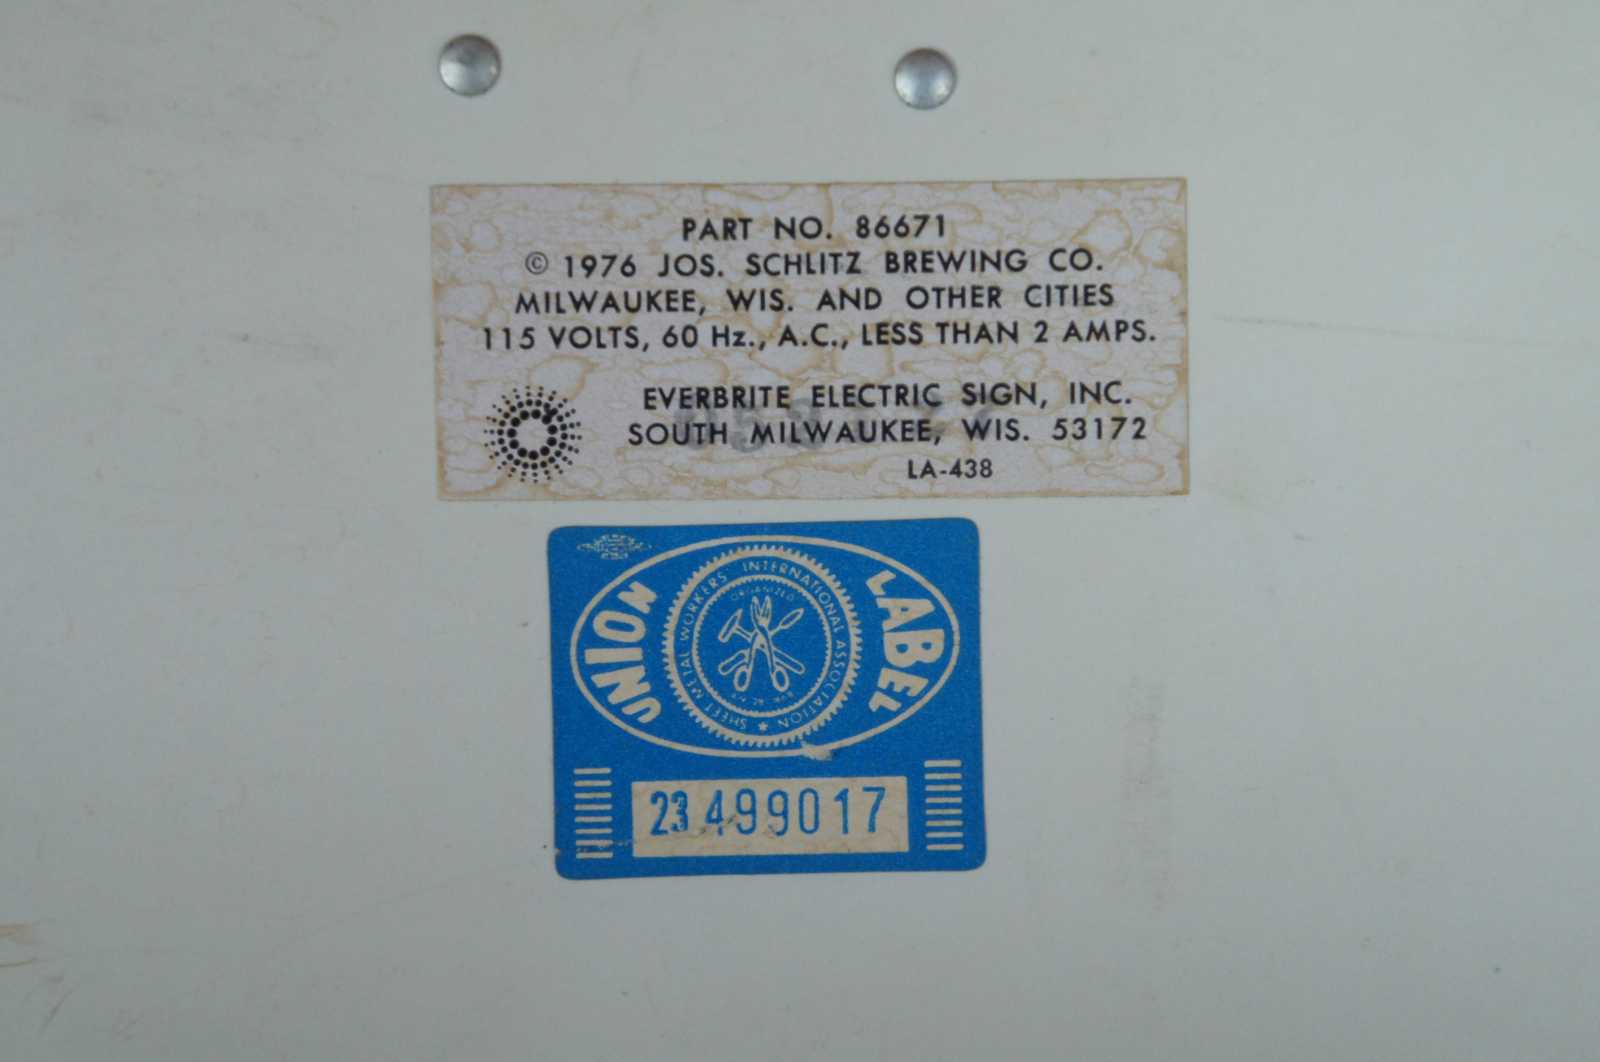 PART NO. 86671
© 1976 JOS. SCHLITZ BREWING CO.
MILWAUKEE, WIS. AND OTHER CITIES
115 VOLTS, 60 Hz., A.C., LESS THAN 2 AMPS.
EVERBRITE ELECTRIC SIGN, INC.
SOUTH MILWAUKEE, WIS. 53172
LA-438
UNION LABEL
SHEET METAL WORKERS' INTERNATIONAL ASSOCIATION
ORGANIZED
23 499017